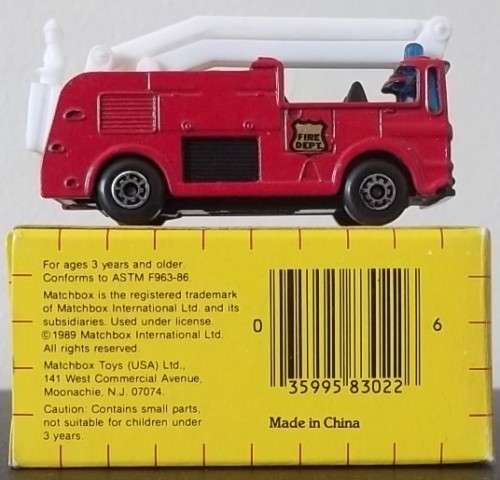 FIRE
DEPT.
For ages 3 years and older.
Conforms to ASTM F963-86.
Matchbox is the registered trademark
of Matchbox International Ltd. and its
subsidiaries. Used under license.
©1989 Matchbox International Ltd.
All rights reserved.
Matchbox Toys (USA) Ltd.,
141 West Commercial Avenue,
Moonachie, N.J. 07074.
Caution: Contains small parts,
not suitable for children under
3 years.
0 35995 83022 6
Made in China